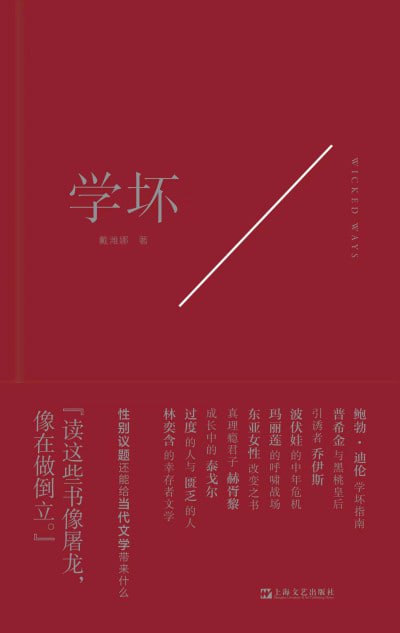 学坏
戴潍娜 著
WICKED WAYS
鲍勃·迪伦 学坏指南
普希金与黑桃皇后
引诱者 乔伊斯
波伏娃的中年危机
玛丽莲的呼啸战场
东亚女性 改变之书
真理瘾君子 赫胥黎
成长中的 泰戈尔
过度的人与 匮乏的人
林奕含的幸存者文学
性别议题还能给当代文学带来什么
『读这些书像屠龙，
像在做倒立。』
上海文艺出版社